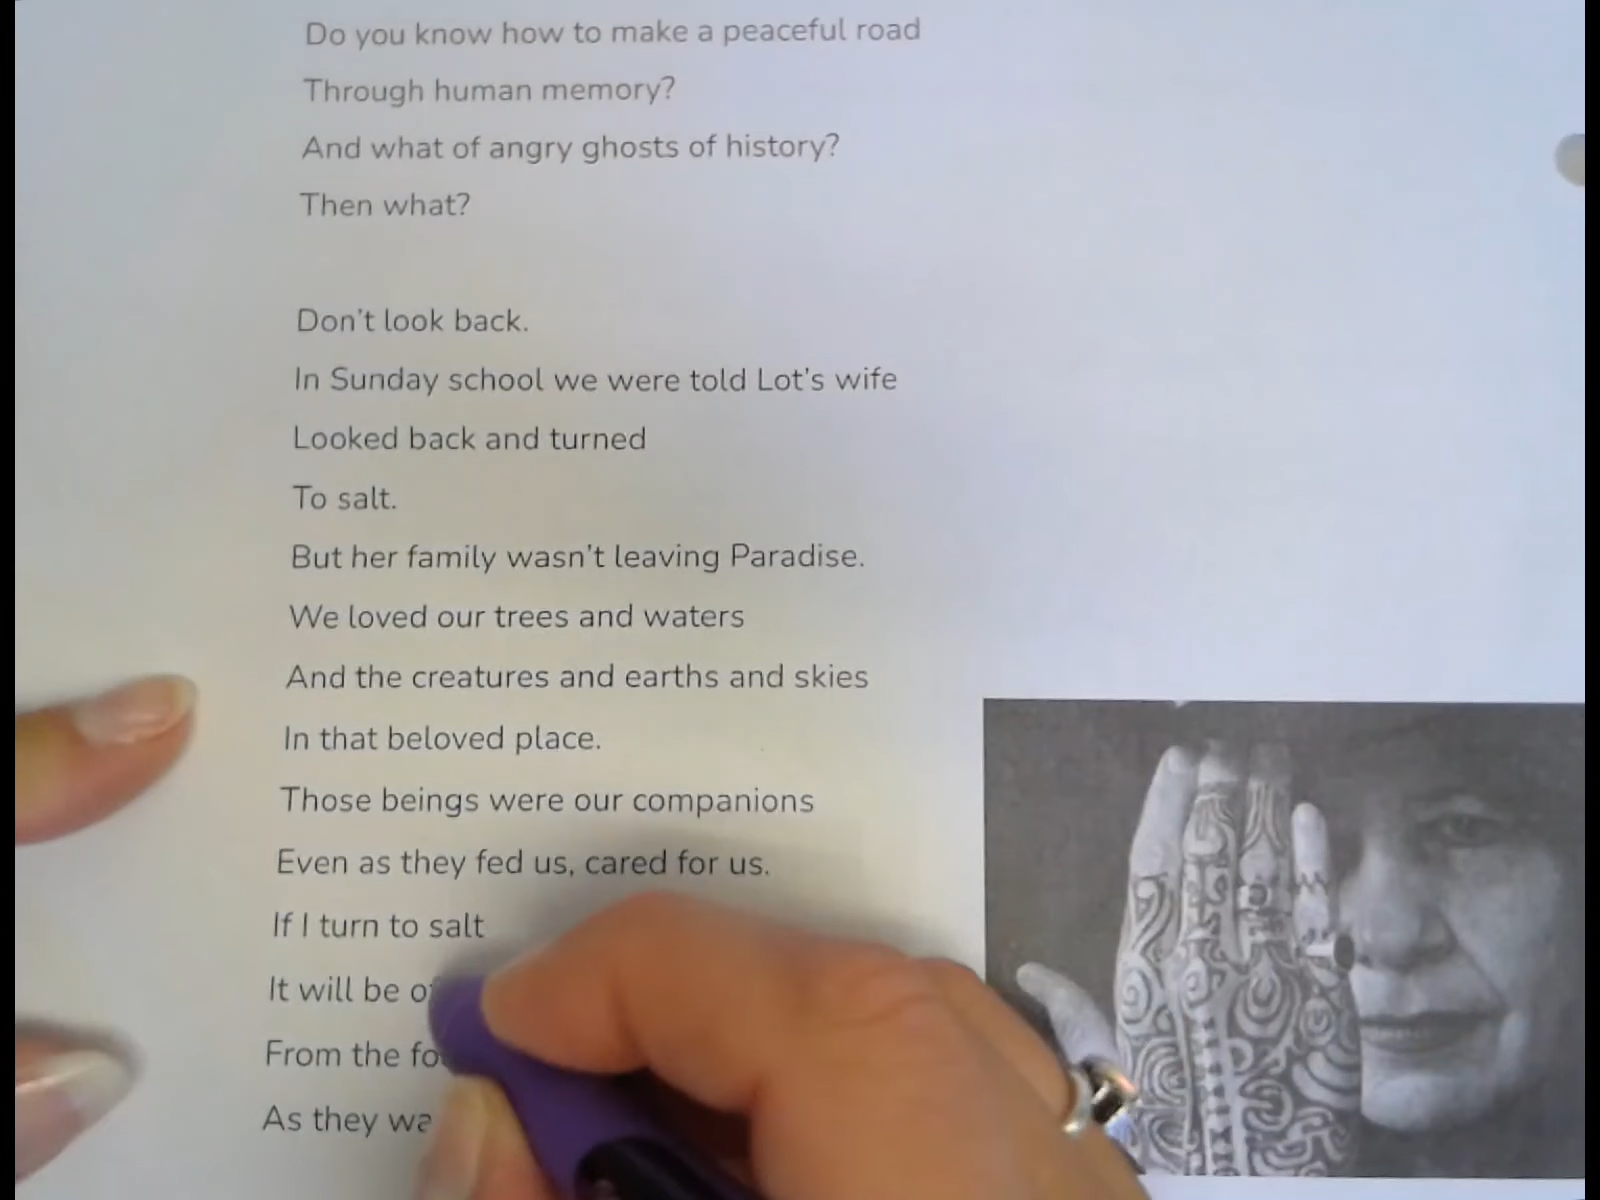 Do you know how to make a peaceful road
Through human memory?
And what of angry ghosts of history?
Then what?
Don't look back.
In Sunday school we were told Lot's wife
Looked back and turned
To salt.
But her family wasn't leaving Paradise.
We loved our trees and waters
And the creatures and earths and skies
In that beloved place.
Those beings were our companions
Even as they fed us, cared for us.
If I turn to salt
It will be
From the
As they